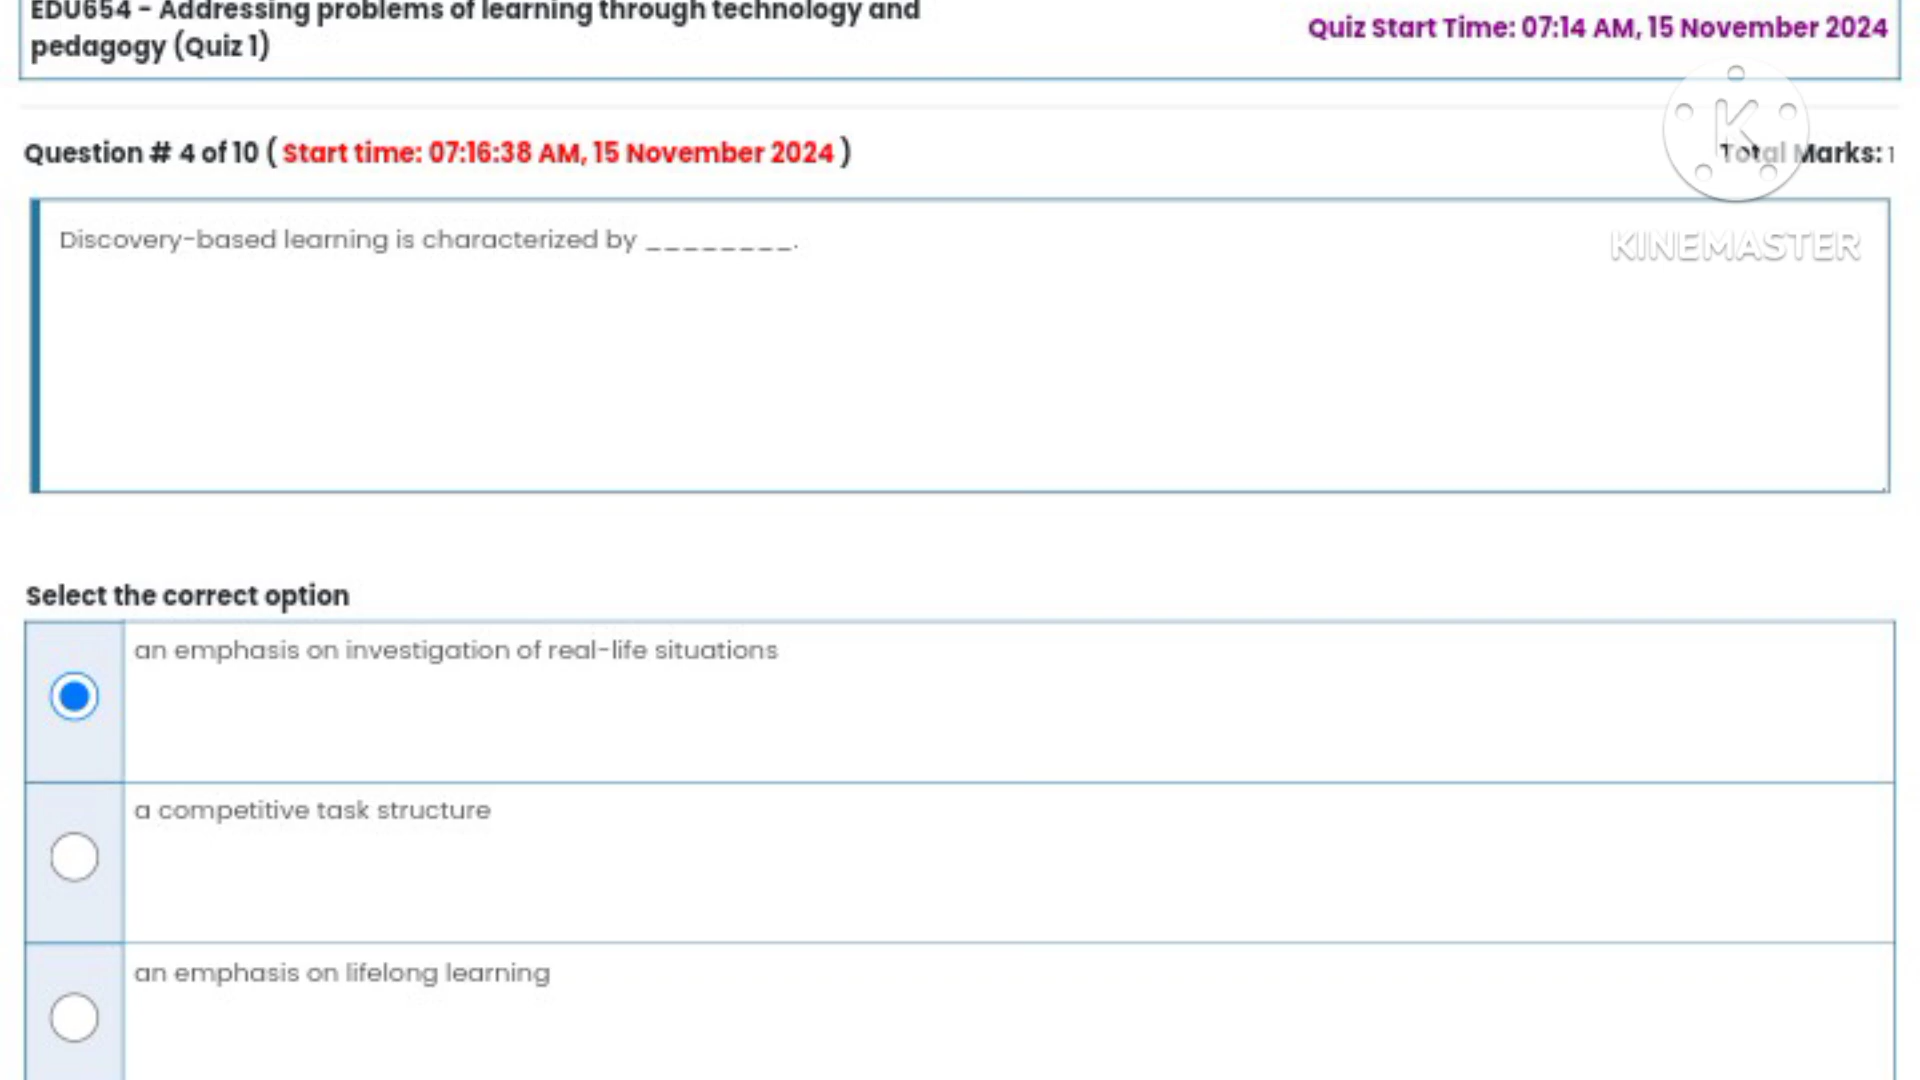 EDU654 - Addressing problems of learning through technology and
pedagogy (Quiz 1)
Quiz Start Time: 07:14 AM, 15 November 2024
Question # 4 of 10 ( Start time: 07:16:38 AM, 15 November 2024 )
Total Marks: 1
K
KINEMASTER
Discovery-based learning is characterized by ________.
Select the correct option
an emphasis on investigation of real-life situations
a competitive task structure
an emphasis on lifelong learning